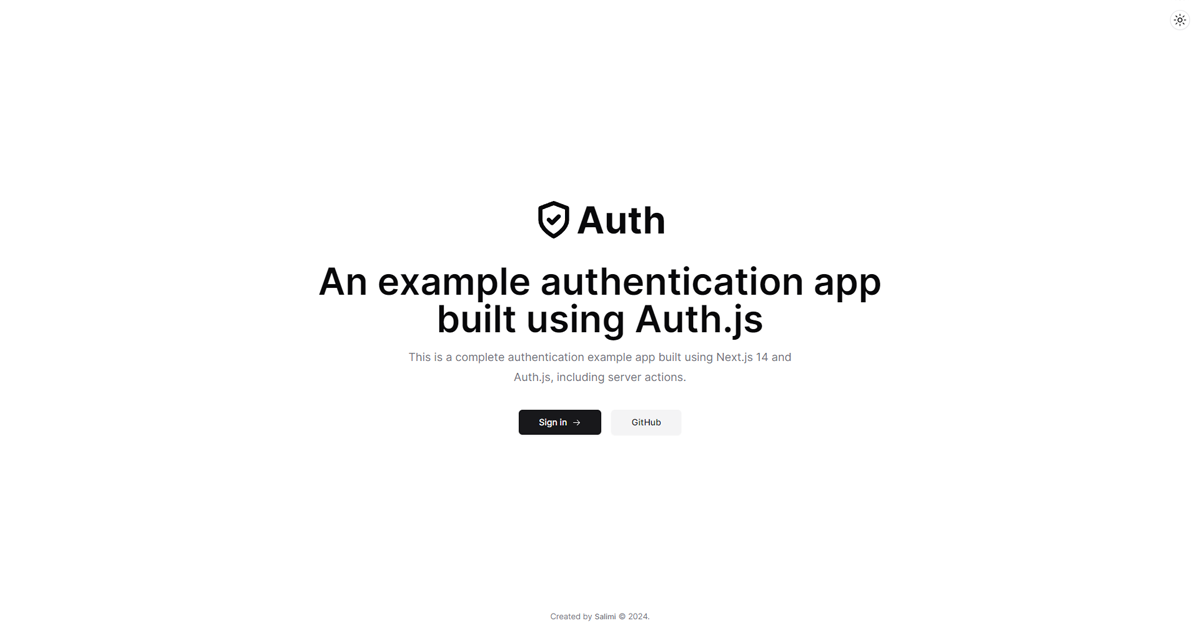 Auth
An example authentication app
built using Auth.js
This is a complete authentication example app built using Next.js 14 and
Auth.js, including server actions.
Sign in →
GitHub
Created by Salimi © 2024.